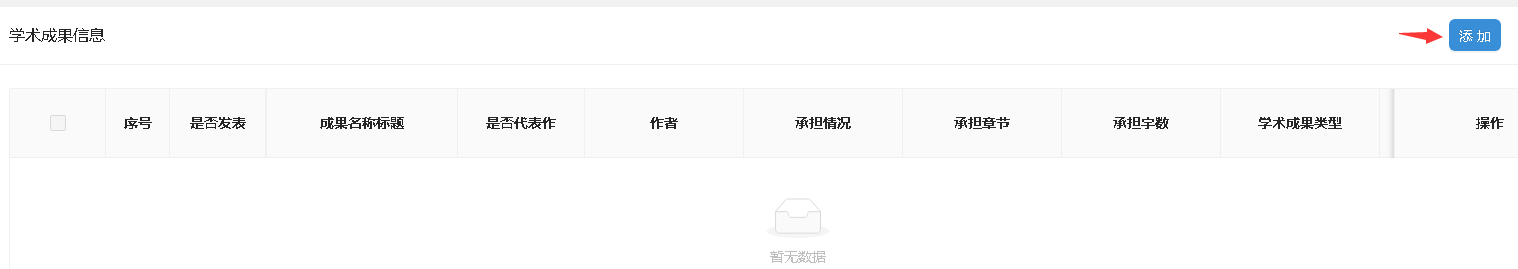 学术成果信息
添 加
序号 是否发表 成果名称标题 是否代表作 作者 承担情况 承担章节 承担字数 学术成果类型 操作
暂无数据